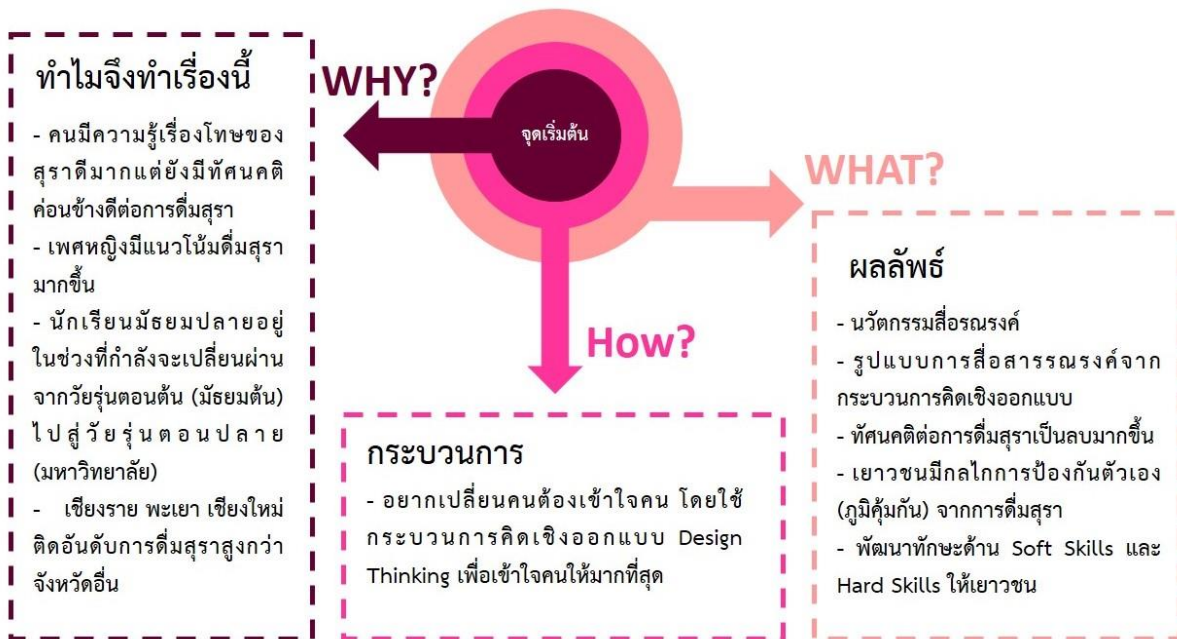 WHY?
ทำไมจึงทำเรื่องนี้
- คนมีความรู้เรื่องโทษของ
สุราดีมากแต่ยังมีทัศนคติ
ค่อนข้างดีต่อการดื่มสุรา
- เพศหญิงมีแนวโน้มดื่มสุรา
มากขึ้น
- นักเรียนมัธยมปลายอยู่
ในช่วงที่กำลังจะเปลี่ยนผ่าน
จากวัยรุ่นตอนต้น (มัธยมต้น)
ไปสู่วัยรุ่นตอนปลาย
(มหาวิทยาลัย)
- เชียงราย พะเยา เชียงใหม่
ติดอันดับการดื่มสุราสูงกว่า
จังหวัดอื่น
จุดเริ่มต้น
How?
กระบวนการ
- อยากเปลี่ยนคนต้องเข้าใจคน โดยใช้
กระบวนการคิดเชิงออกแบบ Design
Thinking เพื่อเข้าใจคนให้มากที่สุด
WHAT?
ผลลัพธ์
- นวัตกรรมสื่อรณรงค์
- รูปแบบการสื่อสารรณรงค์จาก
กระบวนการคิดเชิงออกแบบ
- ทัศนคติต่อการดื่มสุราเป็นลบมากขึ้น
- เยาวชนมีกลไกการป้องกันตัวเอง
(ภูมิคุ้มกัน) จากการดื่มสุรา
- พัฒนาทักษะด้าน Soft Skills และ
Hard Skills ให้เยาวชน